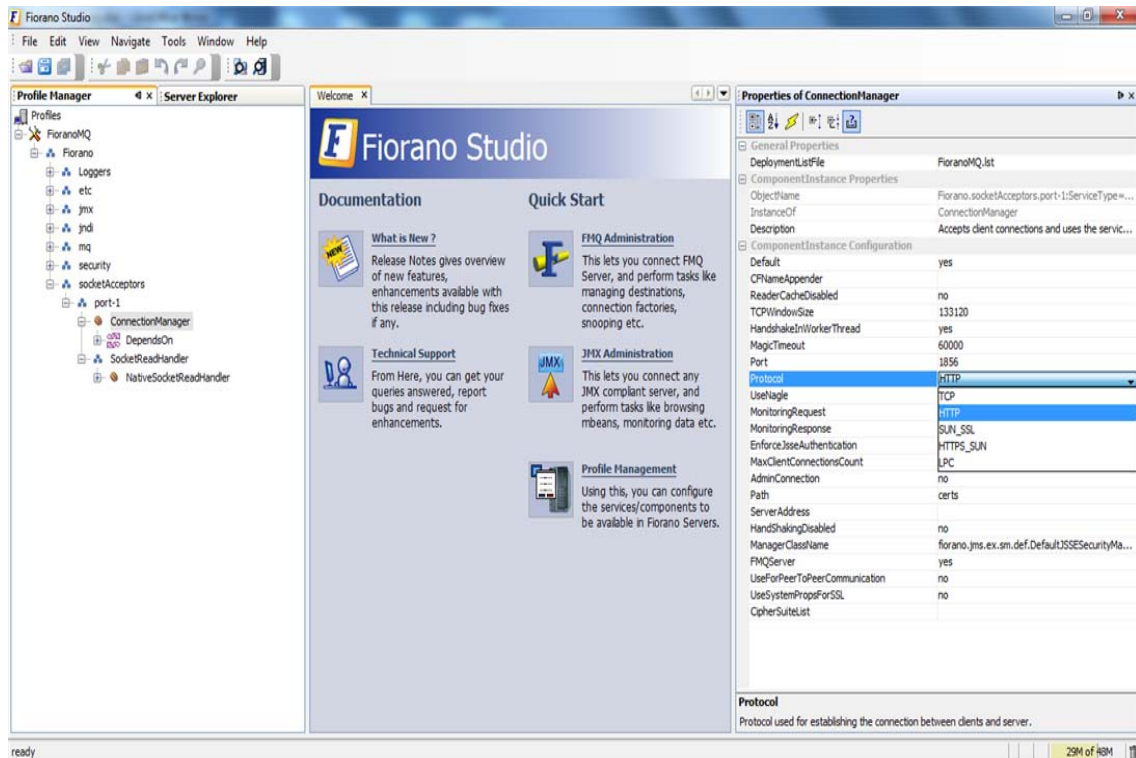 Fiorano Studio
File Edit View Navigate Tools Window Help
Profile Manager
Server Explorer
Profiles
FioranoMQ
Fiorano
Loggers
etc
jmx
jndi
mq
security
socketAcceptors
port-1
ConnectionManager
DependsOn
SocketReadHandler
NativeSocketReadHandler
Welcome
Fiorano Studio
Documentation
What is New ?
Release Notes gives overview
of new features,
enhancements available with
this release including bug fixes
if any.
Technical Support
From Here, you can get your
queries answered, report
bugs and request for
enhancements.
Quick Start
FMQ Administration
This lets you connect FMQ
Server, and perform tasks like
managing destinations,
connection factories,
snooping etc.
JMX Administration
This lets you connect any
JMX compliant server, and
perform tasks like browsing
mbeans, monitoring data etc.
Profile Management
Using this, you can configure
the services/components to
be available in Fiorano Servers.
NEW
JMX
Properties of ConnectionManager
General Properties
DeploymentListFile FioranoMQ.lst
ComponentInstance Properties
ObjectName Fiorano.socketAcceptors.port-1:ServiceType=...
InstanceOf ConnectionManager
Description Accepts client connections and uses the servic...
ComponentInstance Configuration
Default yes
CFNameAppender
ReaderCacheDisabled no
TCPWindowSize 133120
HandshakeInWorkerThread yes
MagicTimeout 60000
Port 1856
Protocol HTTP
UseNagle TCP
MonitoringRequest HTTP
MonitoringResponse SUN_SSL
EnforceJsseAuthentication HTTPS_SUN
MaxClientConnectionsCount LPC
AdminConnection no
Path certs
ServerAddress
HandShakingDisabled no
ManagerClassName fiorano.jms.ex.sm.def.DefaultJSSESecurityMa...
FMQServer yes
UseForPeerToPeerCommunication no
UseSystemPropsForSSL no
CipherSuiteList
Protocol
Protocol used for establishing the connection between clients and server.
ready
29M of 48M